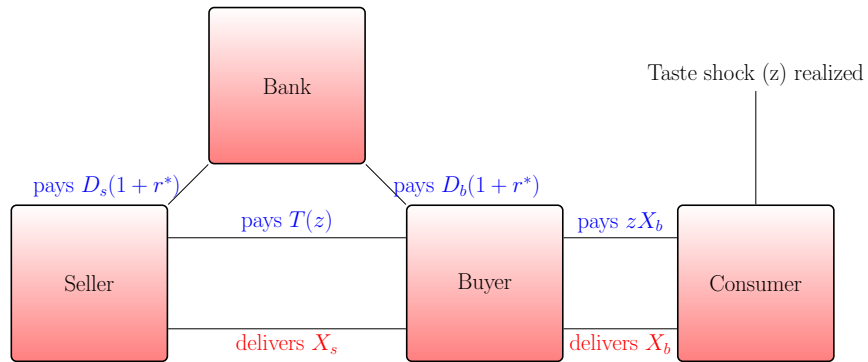 Bank
Taste shock (z) realized
pays $D_s(1+r^*)$
pays $D_b(1+r^*)$
pays $T(z)$
pays $zX_b$
Seller
Buyer
Consumer
delivers $X_s$
delivers $X_b$